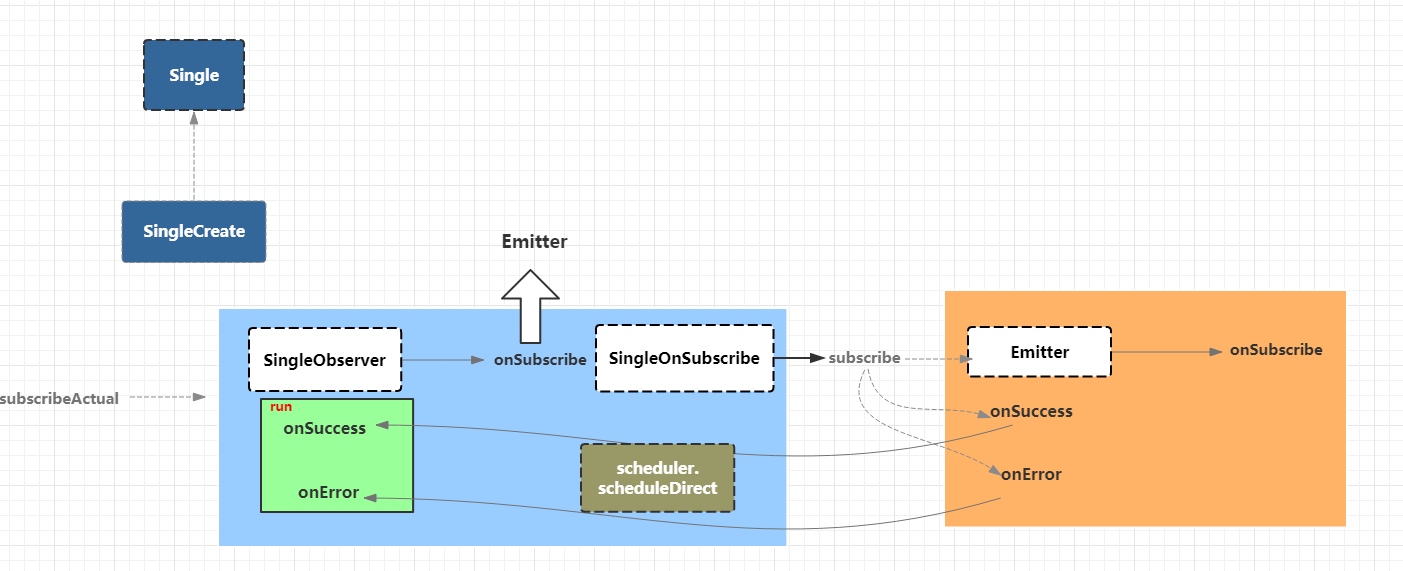 Single
SingleCreate
Emitter
SingleObserver
onSubscribe
SingleOnSubscribe
subscribe
Emitter
onSubscribe
subscribeActual
run
onSuccess
onError
scheduler.
scheduleDirect
onSuccess
onError